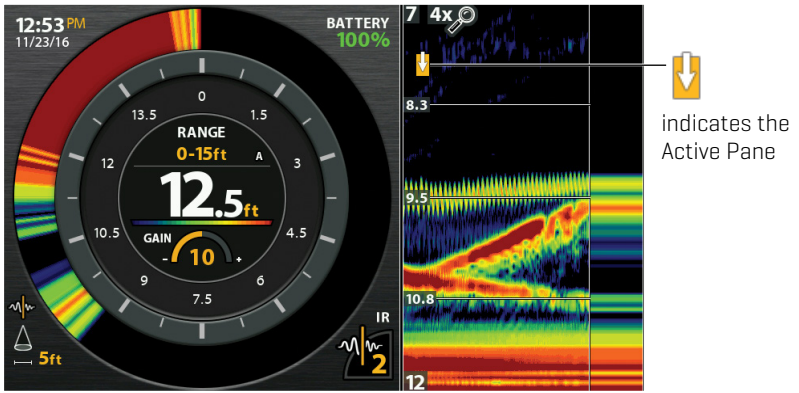 12:53 PM
11/23/16
BATTERY
100%
0
1.5
3
4.5
6
7.5
9
10.5
12
13.5
RANGE
0-15ft A
12.5ft
GAIN
- 10 +
5ft
IR
2
7 4x
8.3
9.5
10.8
12
indicates the
Active Pane